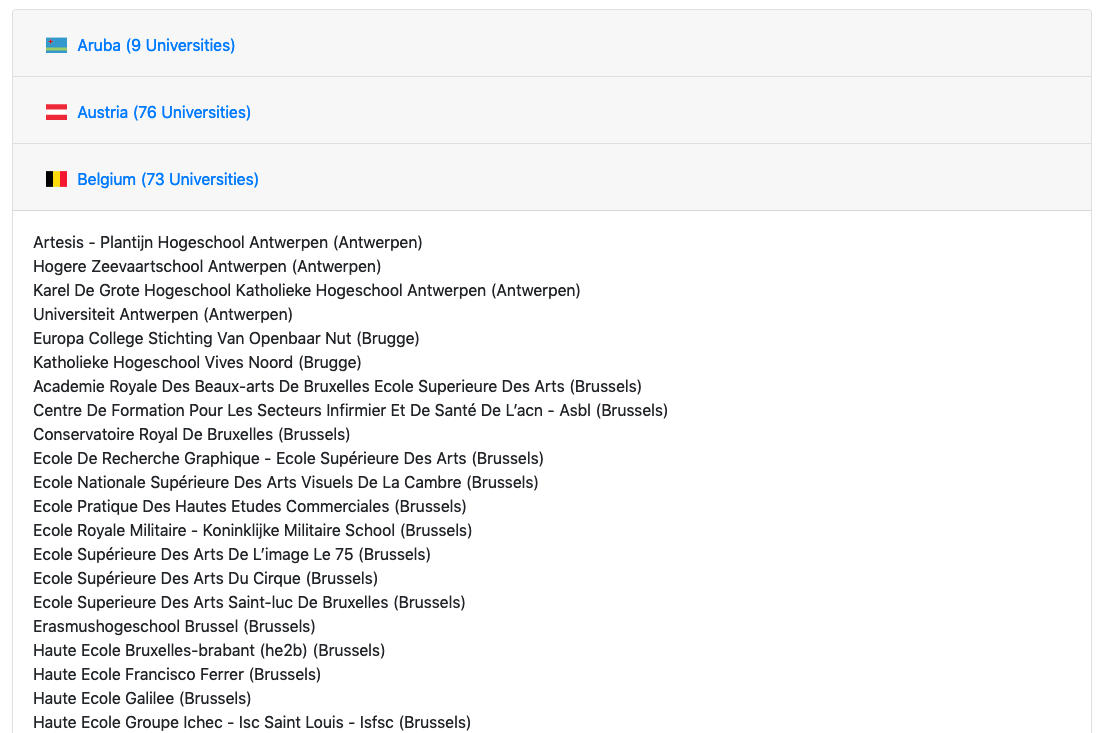 Aruba (9 Universities)
Austria (76 Universities)
Belgium (73 Universities)
Artesis - Plantijn Hogeschool Antwerpen (Antwerpen)
Hogere Zeevaartschool Antwerpen (Antwerpen)
Karel De Grote Hogeschool Katholieke Hogeschool Antwerpen (Antwerpen)
Universiteit Antwerpen (Antwerpen)
Europa College Stichting Van Openbaar Nut (Brugge)
Katholieke Hogeschool Vives Noord (Brugge)
Academie Royale Des Beaux-arts De Bruxelles Ecole Superieure Des Arts (Brussels)
Centre De Formation Pour Les Secteurs Infirmier Et De Santé De L’acn - Asbl (Brussels)
Conservatoire Royal De Bruxelles (Brussels)
Ecole De Recherche Graphique - Ecole Supérieure Des Arts (Brussels)
Ecole Nationale Supérieure Des Arts Visuels De La Cambre (Brussels)
Ecole Pratique Des Hautes Etudes Commerciales (Brussels)
Ecole Royale Militaire - Koninklijke Militaire School (Brussels)
Ecole Supérieure Des Arts De L’image Le 75 (Brussels)
Ecole Supérieure Des Arts Du Cirque (Brussels)
Ecole Superieure Des Arts Saint-luc De Bruxelles (Brussels)
Erasmushogeschool Brussel (Brussels)
Haute Ecole Bruxelles-brabant (he2b) (Brussels)
Haute Ecole Francisco Ferrer (Brussels)
Haute Ecole Galilee (Brussels)
Haute Ecole Groupe Ichec - Isc Saint Louis - Isfsc (Brussels)